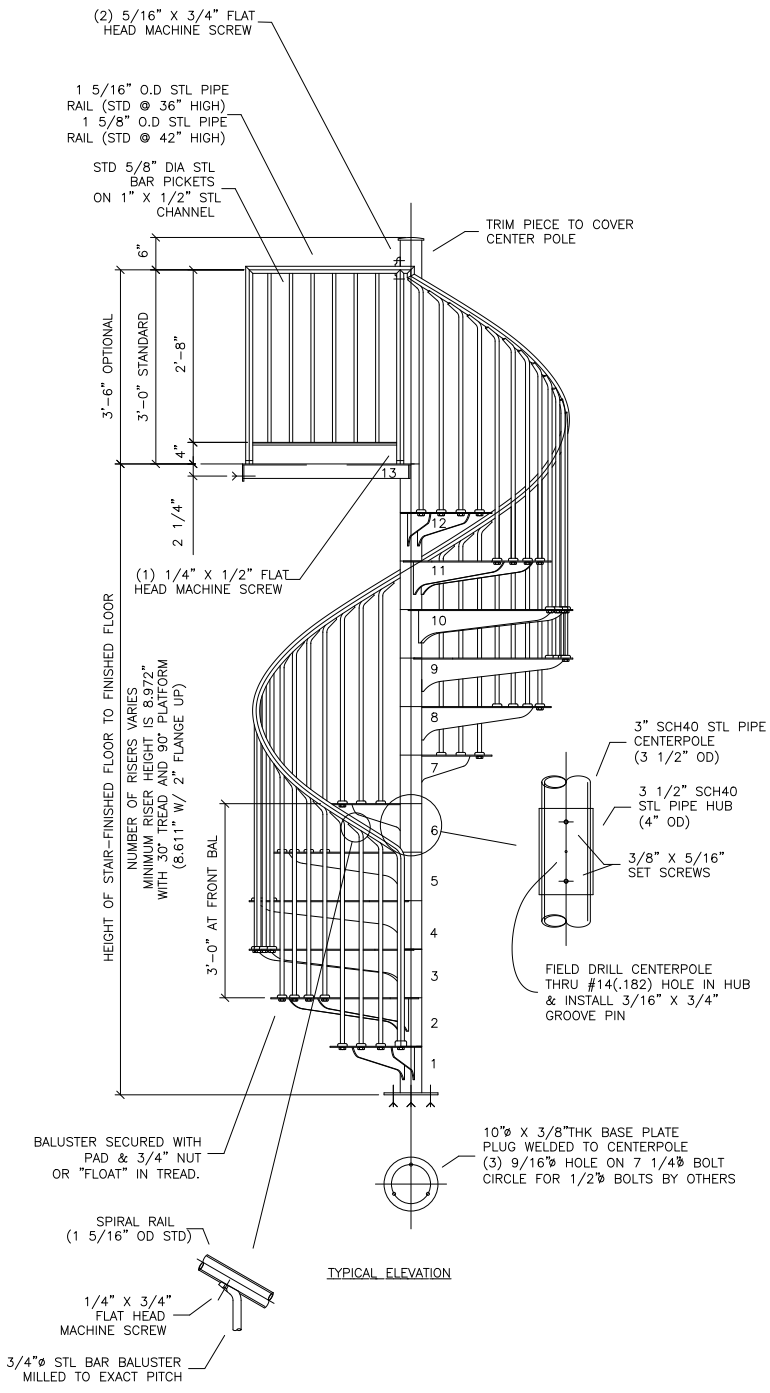 (2) 5/16" X 3/4" FLAT
HEAD MACHINE SCREW
1 5/16" O.D STL PIPE
RAIL (STD @ 36" HIGH)
1 5/8" O.D STL PIPE
RAIL (STD @ 42" HIGH)
STD 5/8" DIA STL
BAR PICKETS
ON 1" X 1/2" STL
CHANNEL
TRIM PIECE TO COVER
CENTER POLE
6"
3'-6" OPTIONAL
3'-0" STANDARD
2'-8"
4"
2 1/4"
13
12
(1) 1/4" X 1/2" FLAT
HEAD MACHINE SCREW
11
10
9
8
7
6
5
4
3
2
1
HEIGHT OF STAIR-FINISHED FLOOR TO FINISHED FLOOR
NUMBER OF RISERS VARIES
MINIMUM RISER HEIGHT IS 8.972"
WITH 30° TREAD AND 90° PLATFORM
(8.611" W/ 2" FLANGE UP)
3'-0" AT FRONT BAL
3" SCH40 STL PIPE
CENTERPOLE
(3 1/2" OD)
3 1/2" SCH40
STL PIPE HUB
(4" OD)
3/8" X 5/16"
SET SCREWS
FIELD DRILL CENTERPOLE
THRU #14(.182) HOLE IN HUB
& INSTALL 3/16" X 3/4"
GROOVE PIN
BALUSTER SECURED WITH
PAD & 3/4" NUT
OR "FLOAT" IN TREAD.
10"ø X 3/8"THK BASE PLATE
PLUG WELDED TO CENTERPOLE
(3) 9/16"ø HOLE ON 7 1/4"ø BOLT
CIRCLE FOR 1/2"ø BOLTS BY OTHERS
SPIRAL RAIL
(1 5/16" OD STD)
TYPICAL ELEVATION
1/4" X 3/4"
FLAT HEAD
MACHINE SCREW
3/4"ø STL BAR BALUSTER
MILLED TO EXACT PITCH